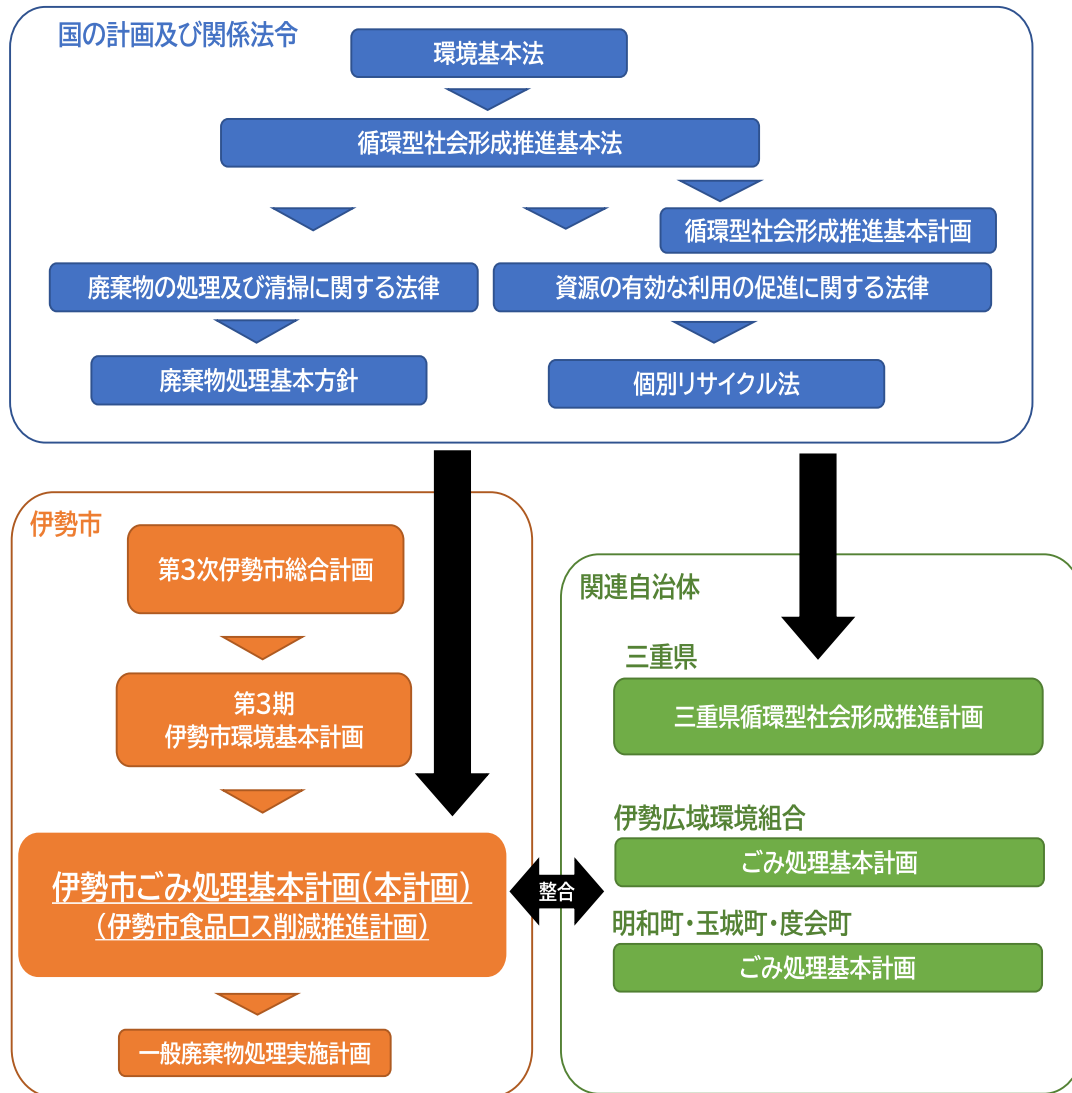 国の計画及び関係法令
環境基本法
循環型社会形成推進基本法
循環型社会形成推進基本計画
廃棄物の処理及び清掃に関する法律
資源の有効な利用の促進に関する法律
廃棄物処理基本方針
個別リサイクル法
伊勢市
第3次伊勢市総合計画
第3期
伊勢市環境基本計画
伊勢市ごみ処理基本計画(本計画)
(伊勢市食品ロス削減推進計画)
一般廃棄物処理実施計画
整合
関連自治体
三重県
三重県循環型社会形成推進計画
伊勢広域環境組合
ごみ処理基本計画
明和町・玉城町・度会町
ごみ処理基本計画